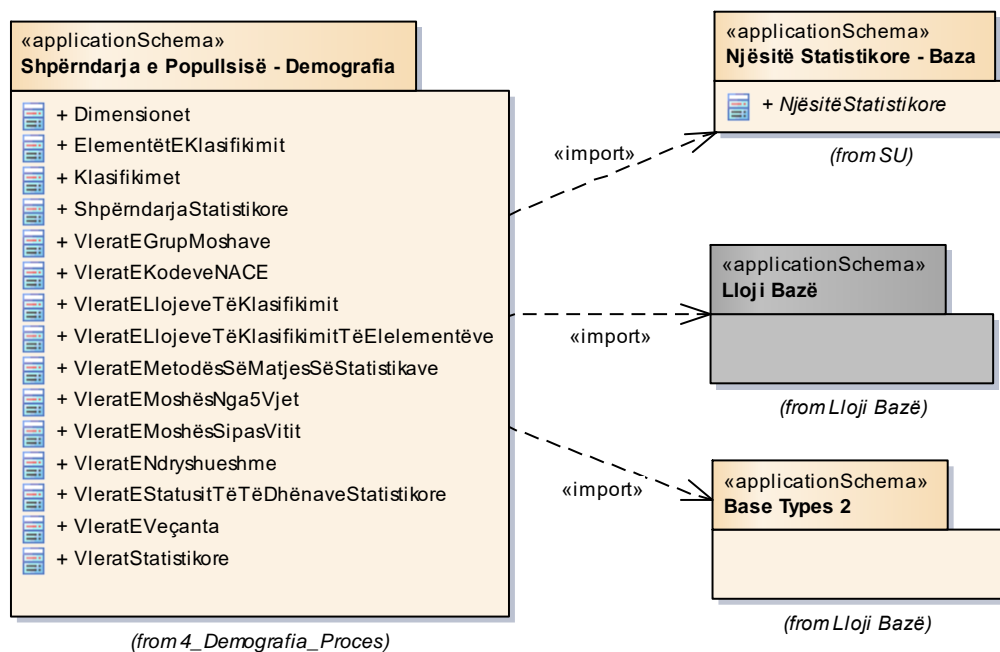 «applicationSchema»
Shpërndarja e Popullsisë - Demografia
+ Dimensionet
+ ElementëtEKlasifikimit
+ Klasifikimet
+ ShpërndarjaStatistikore
+ VleratEGrupMoshave
+ VleratEKodeveNACE
+ VleratELlojeveTëKlasifikimit
+ VleratELlojeveTëKlasifikimitTëElelementëve
+ VleratEMetodësSëMatjesSëStatistikave
+ VleratEMoshësNga5Vjet
+ VleratEMoshësSipasVitit
+ VleratENdryshueshme
+ VleratEStatusitTëTëDhënaveStatistikore
+ VleratEVeçanta
+ VleratStatistikore
(from 4_Demografia_Proces)
«import»
«import»
«import»
«applicationSchema»
Njësitë Statistikore - Baza
+ NjësitëStatistikore
(from SU)
«applicationSchema»
Lloji Bazë
(from Lloji Bazë)
«applicationSchema»
Base Types 2
(from Lloji Bazë)